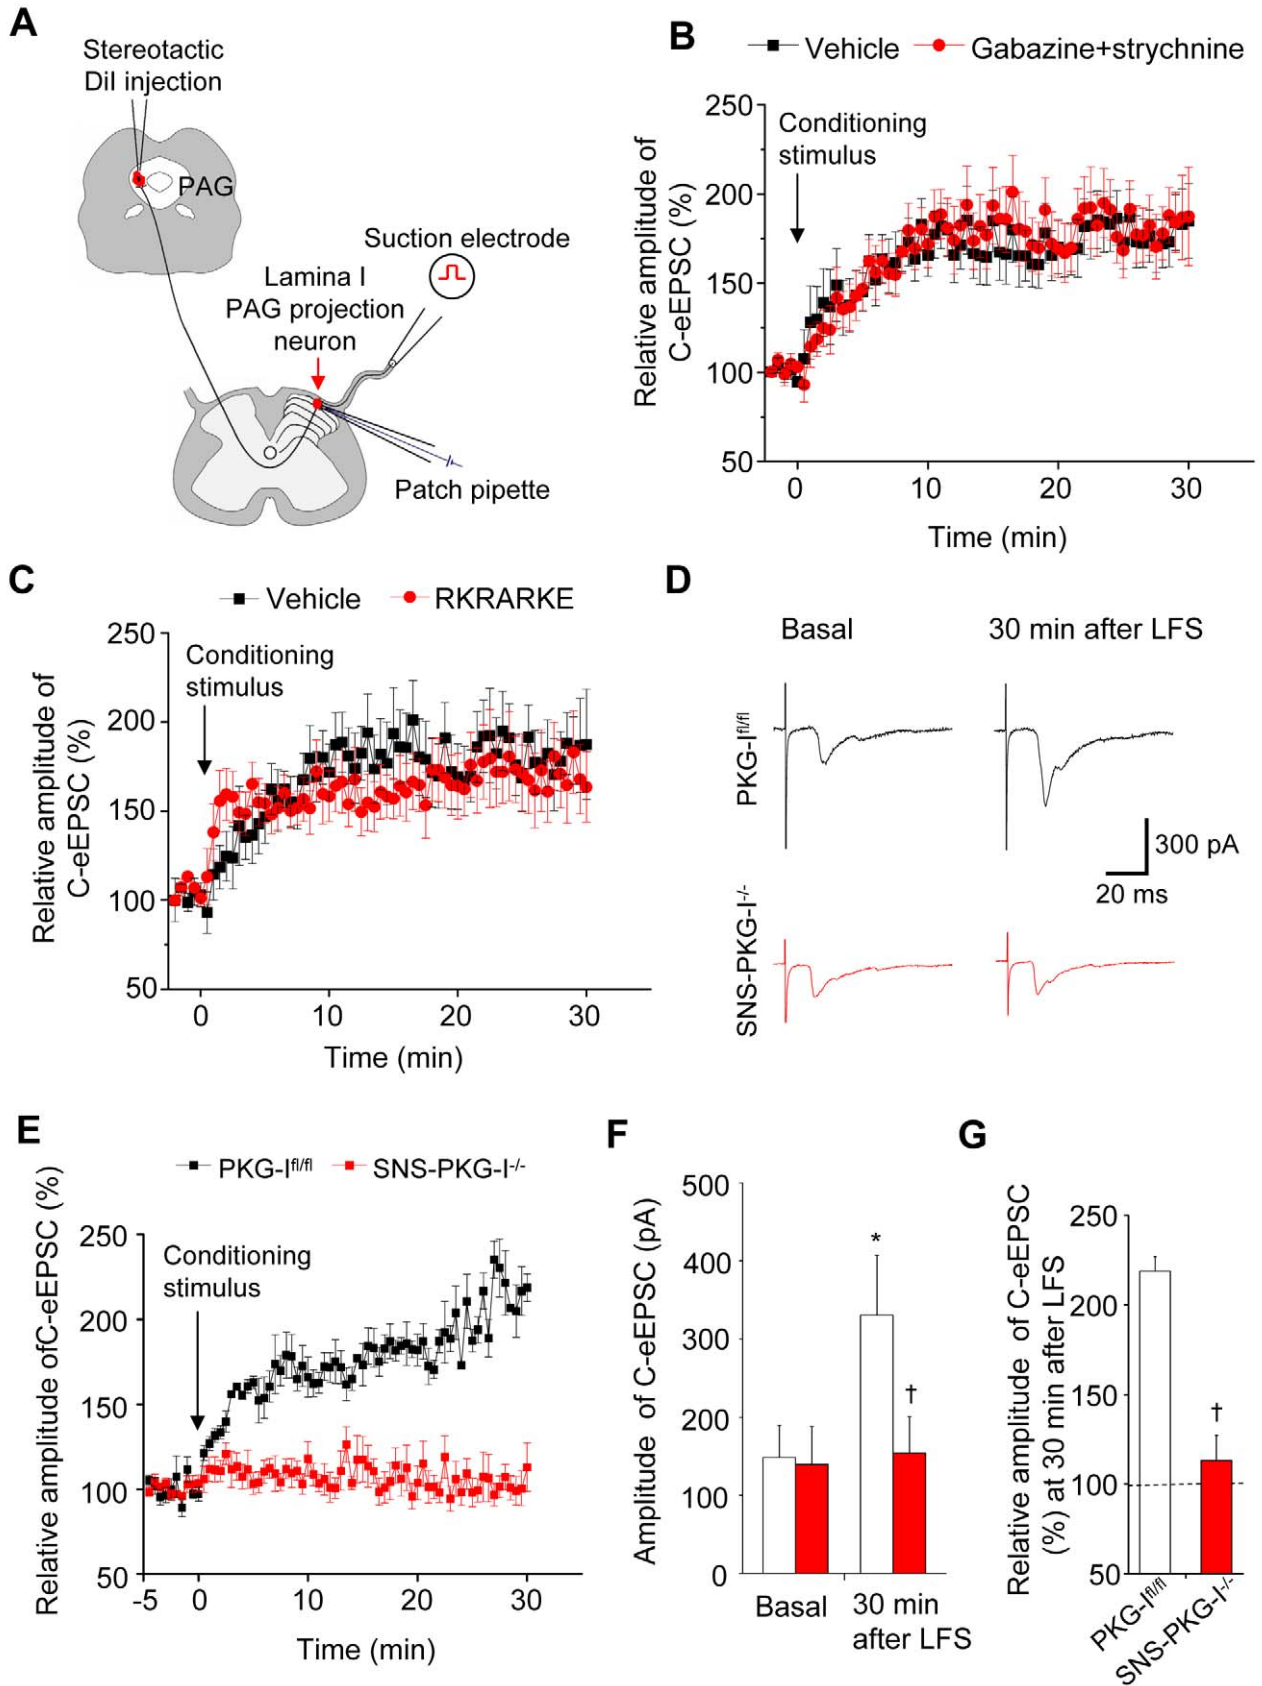 A
Stereotactic
DiI injection
PAG
Suction electrode
Lamina I
PAG projection
neuron
Patch pipette
B
Vehicle
Gabazine+strychnine
Relative amplitude of
C-eEPSC (%)
250
200
150
100
50
Conditioning
stimulus
0
10
20
30
Time (min)
C
Vehicle
RKRARKE
Relative amplitude of
C-eEPSC (%)
250
200
150
100
50
Conditioning
stimulus
0
10
20
30
Time (min)
D
Basal
30 min after LFS
PKG-Ifl/fl
300 pA
20 ms
SNS-PKG-I-/-
E
PKG-Ifl/fl
SNS-PKG-I-/-
Relative amplitude ofC-eEPSC (%)
250
200
150
100
50
Conditioning
stimulus
-5
0
10
20
30
Time (min)
F
Amplitude of C-eEPSC (pA)
500
400
300
200
100
0
*
†
Basal
30 min
after LFS
G
Relative amplitude of C-eEPSC
(%) at 30 min after LFS
250
200
150
100
50
†
PKG-Ifl/fl
SNS-PKG-I-/-